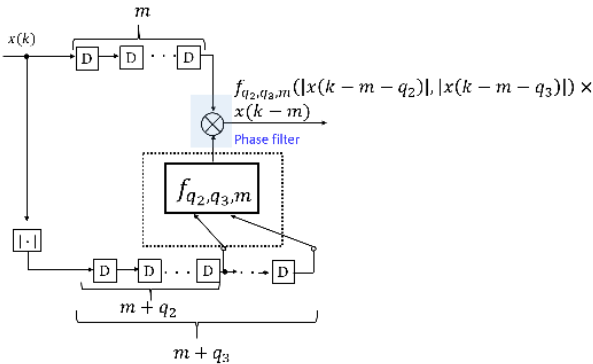 m
x(k)
D D · · · D
f_{q_2,q_3,m}(|x(k − m − q_2)|, |x(k − m − q_3)|) ×
x(k − m)
Phase filter
f_{q_2,q_3,m}
| · |
D D · · · D · · · D
m + q_2
m + q_3